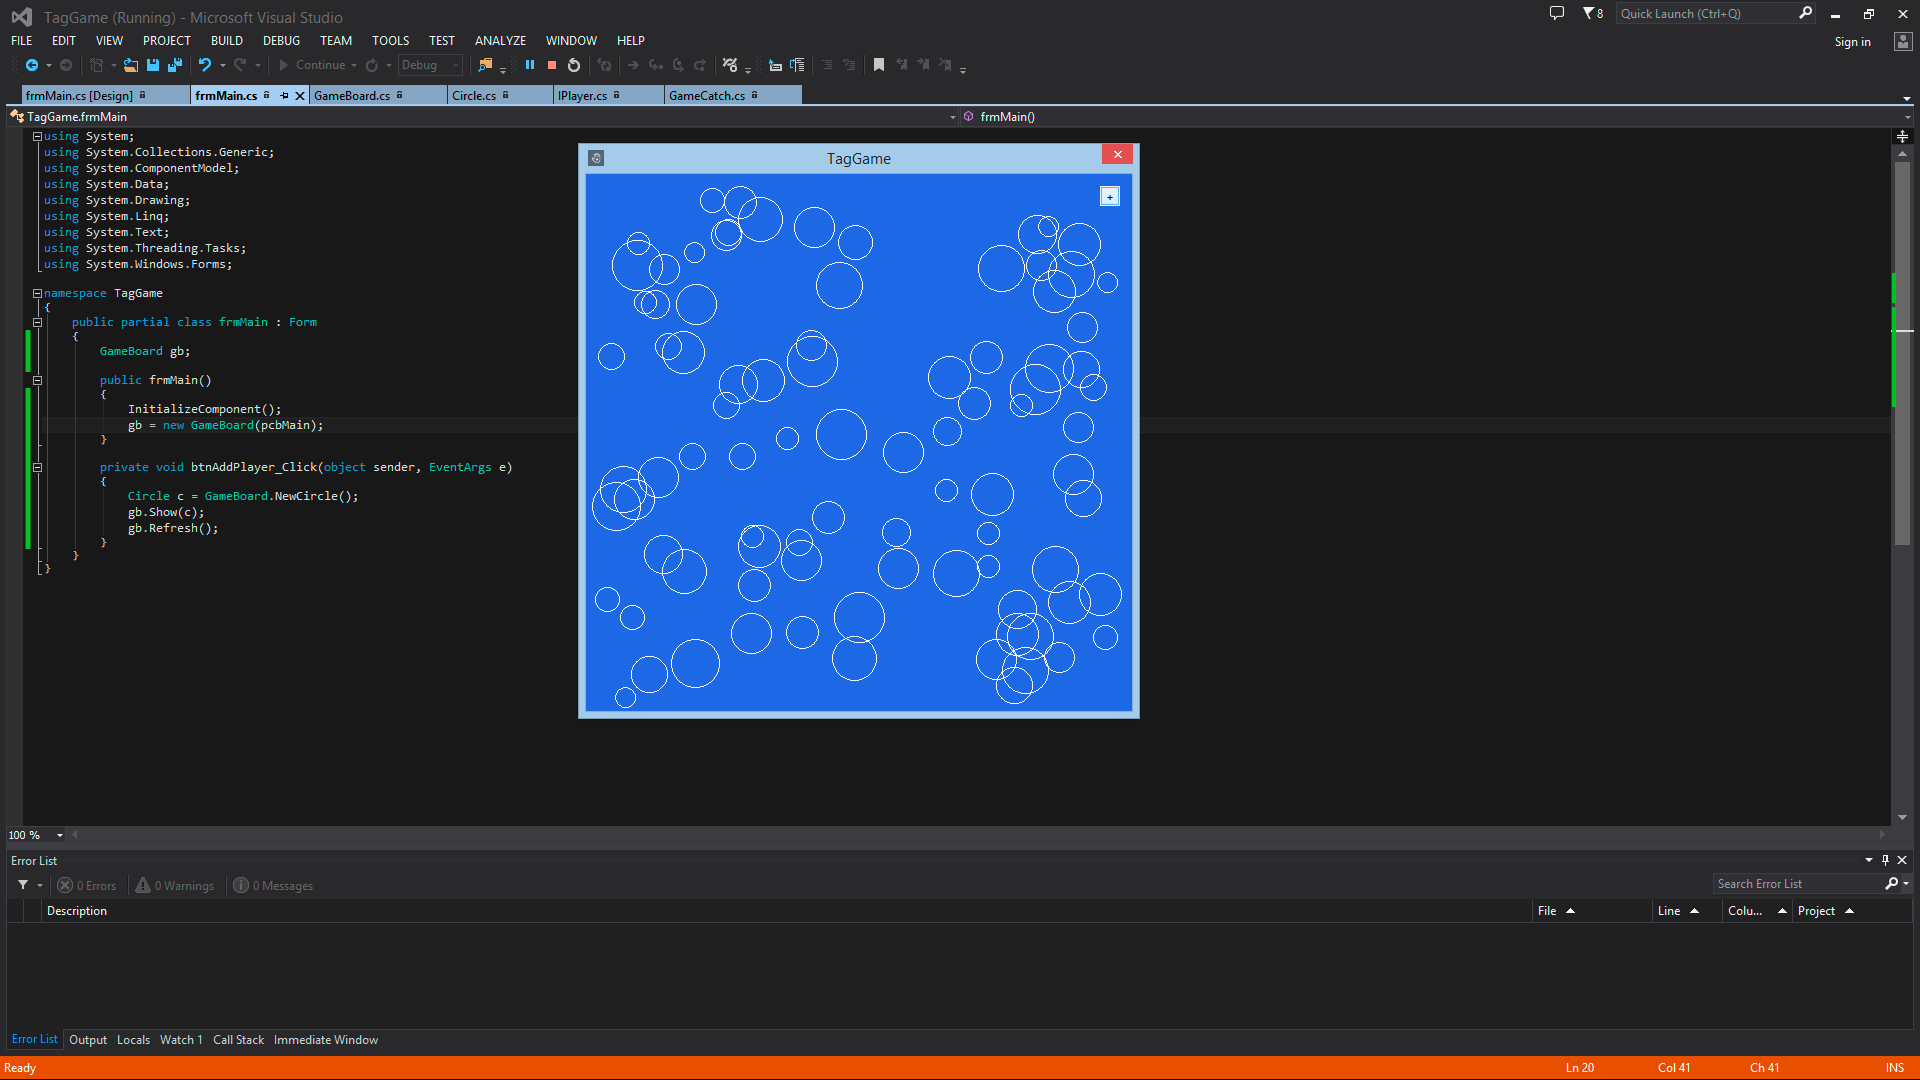 TagGame (Running) - Microsoft Visual Studio
8
Quick Launch (Ctrl+Q)
FILE EDIT VIEW PROJECT BUILD DEBUG TEAM TOOLS TEST ANALYZE WINDOW HELP
Sign in
Continue
Debug
frmMain.cs [Design]
frmMain.cs
GameBoard.cs
Circle.cs
IPlayer.cs
GameCatch.cs
TagGame.frmMain
frmMain()
using System;
using System.Collections.Generic;
using System.ComponentModel;
using System.Data;
using System.Drawing;
using System.Linq;
using System.Text;
using System.Threading.Tasks;
using System.Windows.Forms;
namespace TagGame
{
public partial class frmMain : Form
{
GameBoard gb;
public frmMain()
{
InitializeComponent();
gb = new GameBoard(pcbMain);
}
private void btnAddPlayer_Click(object sender, EventArgs e)
{
Circle c = GameBoard.NewCircle();
gb.Show(c);
gb.Refresh();
}
}
}
TagGame
+
100 %
Error List
0 Errors
0 Warnings
0 Messages
Search Error List
Description
File
Line
Colu...
Project
Error List Output Locals Watch 1 Call Stack Immediate Window
Ready
Ln 20
Col 41
Ch 41
INS